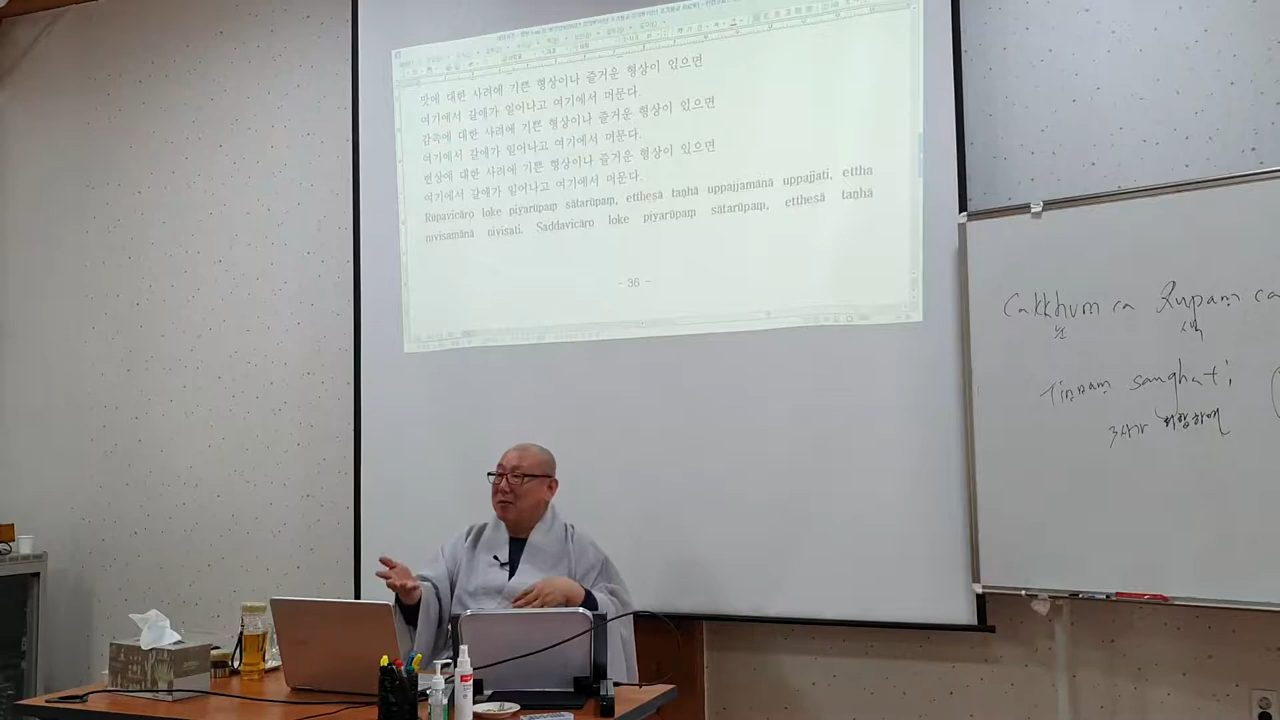 맛에 대한 사려에 기쁜 형상이나 즐거운 형상이 있으면
여기에서 갈애가 일어나고 여기에서 머문다.
감촉에 대한 사려에 기쁜 형상이나 즐거운 형상이 있으면
여기에서 갈애가 일어나고 여기에서 머문다.
현상에 대한 사려에 기쁜 형상이나 즐거운 형상이 있으면
여기에서 갈애가 일어나고 여기에서 머문다.
Rūpavicāro loke piyarūpaṃ sātarūpaṃ, etthesā taṇhā uppajjamānā uppajjati, ettha
nivisamānā nivisati. Saddavicāro loke piyarūpaṃ sātarūpaṃ, etthesā taṇhā
- 36 -
Cakkhum ca Rupaṃ ca
눈 색
Tiṇṇaṃ sanghati
3사가 화합하여